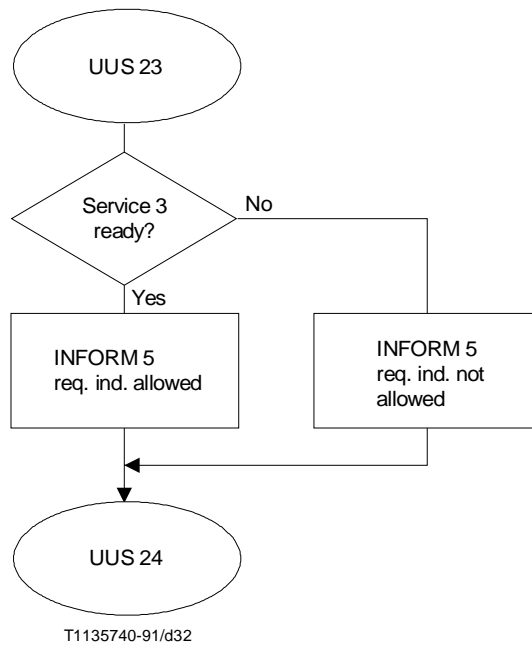 UUS 23
Service 3
ready?
No
Yes
INFORM 5
req. ind. allowed
INFORM 5
req. ind. not
allowed
UUS 24
T1135740-91/d32